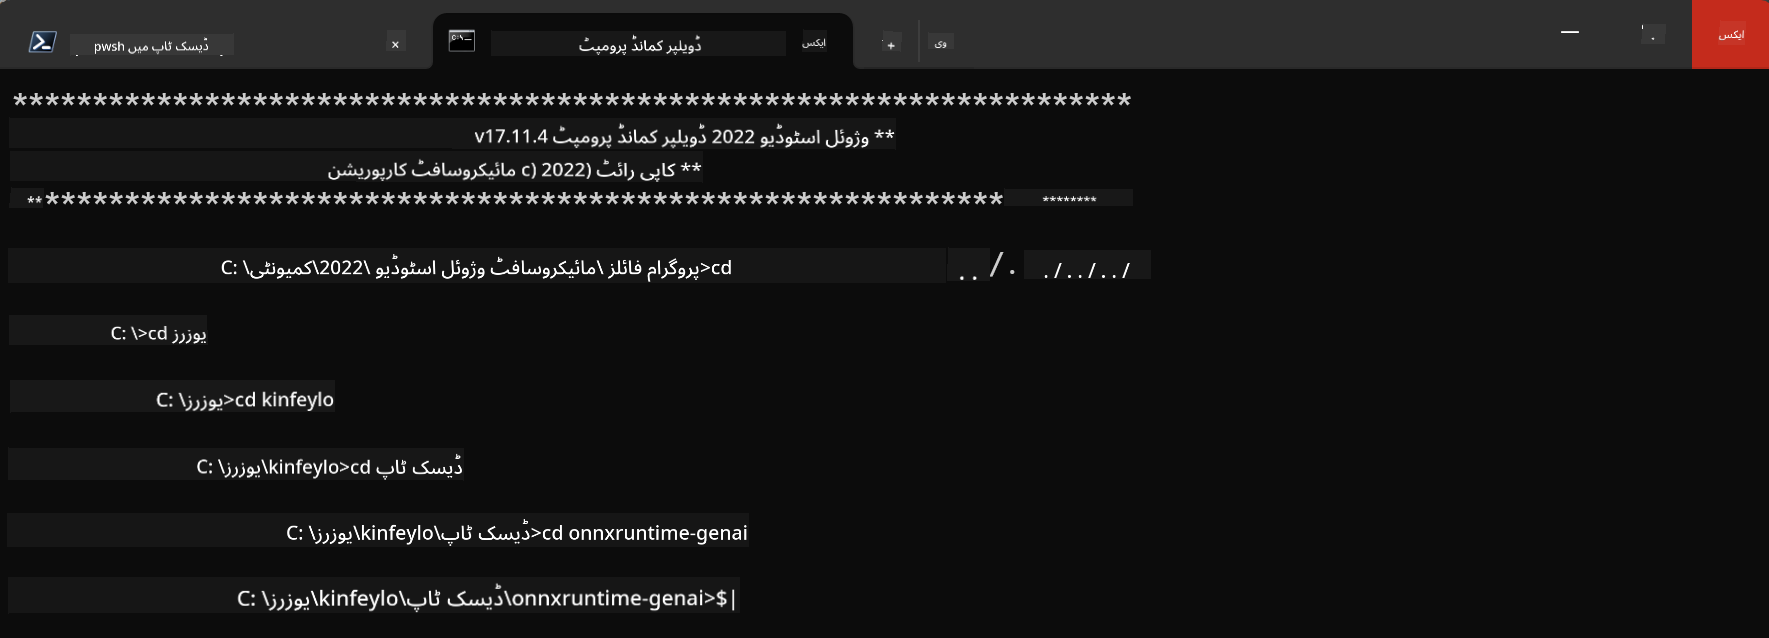 pwsh ڈیسک ٹاپ میں
×
ڈویلپر کمانڈ پرومپٹ
ایکس
+
وی
ایکس
**********************************************************************
** وژوئل اسٹوڈیو 2022 ڈویلپر کمانڈ پرومپٹ v17.11.4
** کاپی رائٹ (c) 2022 مائیکروسافٹ کارپوریشن
**********************************************************************
C: \پروگرام فائلز \مائیکروسافٹ وژوئل اسٹوڈیو \2022\کمیونٹی>cd ../../../../
C: \>cd یوزرز
C: \یوزرز>cd kinfeylo
C: \یوزرز\kinfeylo>cd ڈیسک ٹاپ
C: \یوزرز\kinfeylo\ڈیسک ٹاپ>cd onnxruntime-genai
C: \یوزرز\kinfeylo\ڈیسک ٹاپ\onnxruntime-genai>$|